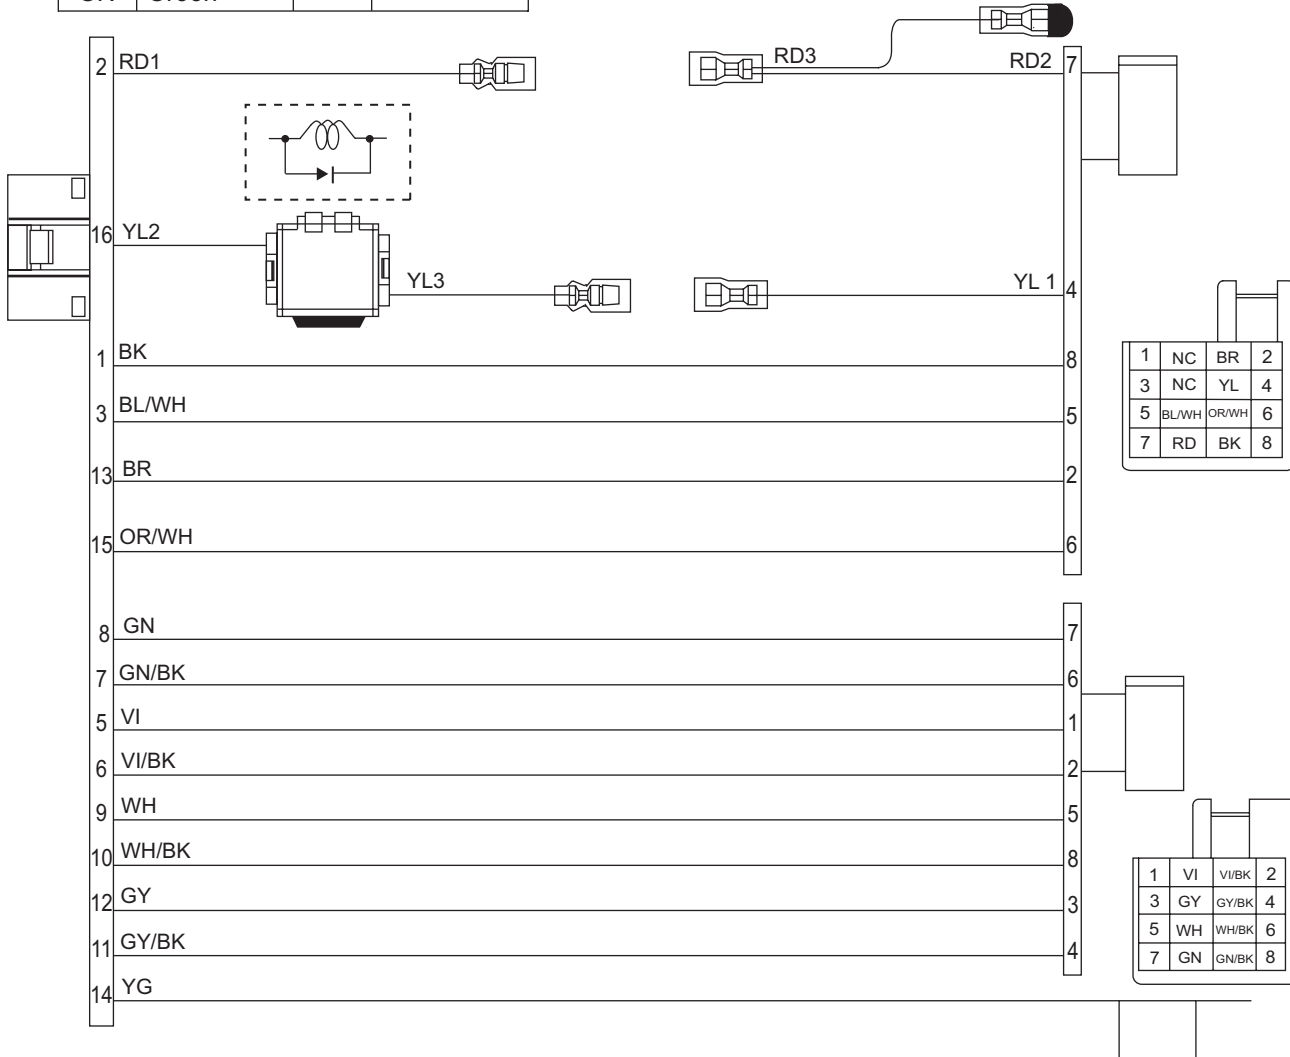 2 RD1 RD3 RD2 7
16 YL2
YL3 YL 1 4
1 BK 8
3 BL/WH 5
13 BR 2
15 OR/WH 6
1 NC BR 2
3 NC YL 4
5 BL/WH OR/WH 6
7 RD BK 8
8 GN 7
7 GN/BK 6
5 VI 1
6 VI/BK 2
9 WH 5
10 WH/BK 8
12 GY 3
11 GY/BK 4
14 YG
1 VI VI/BK 2
3 GY GY/BK 4
5 WH WH/BK 6
7 GN GN/BK 8